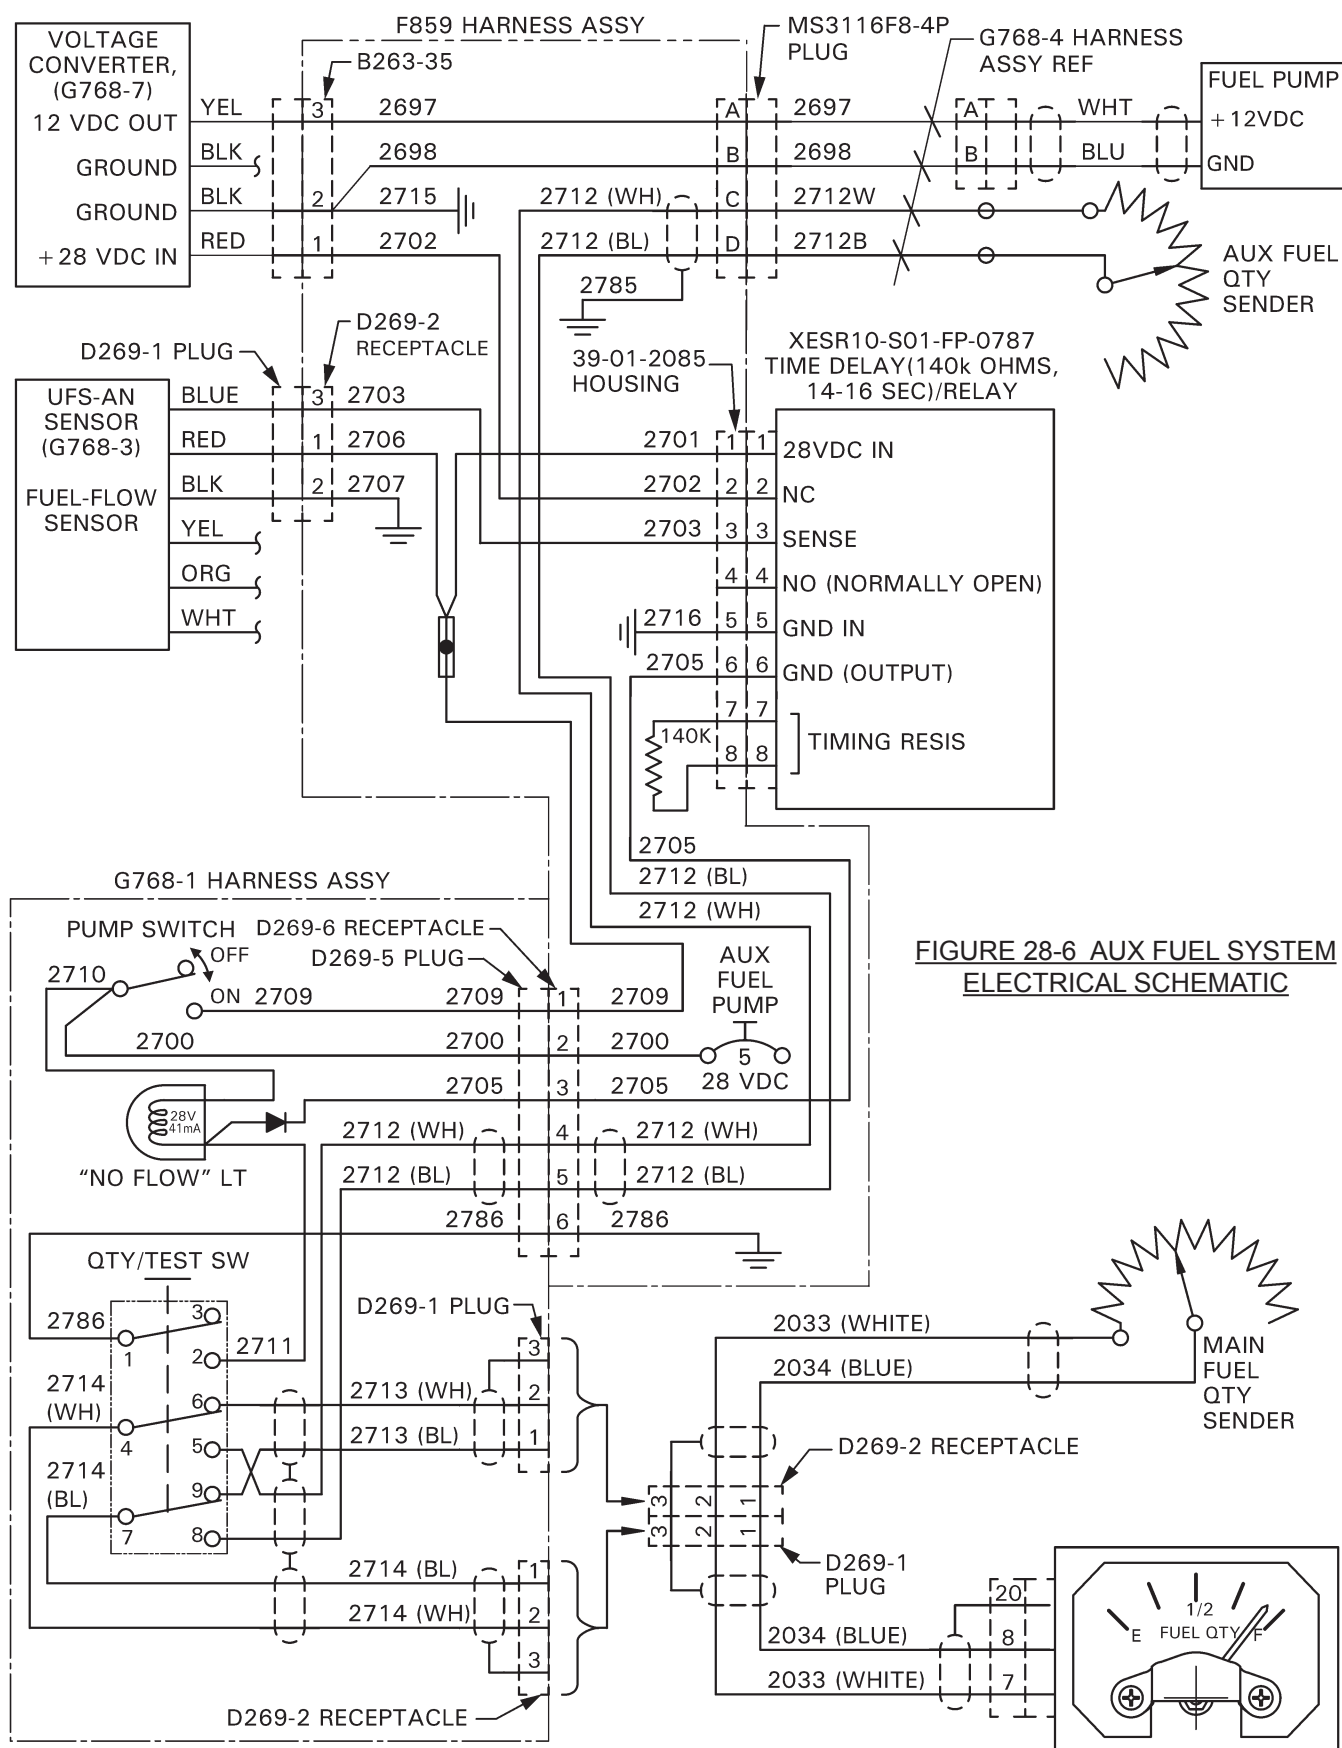 F859 HARNESS ASSY
MS3116F8-4P
PLUG
G768-4 HARNESS
ASSY REF
VOLTAGE
CONVERTER,
(G768-7)
12 VDC OUT
GROUND
GROUND
+28 VDC IN
YEL
BLK
BLK
RED
B263-35
3
2
1
2697
2698
2715
2702
2712 (WH)
2712 (BL)
2785
A
B
C
D
2697
2698
2712W
2712B
A
B
WHT
BLU
FUEL PUMP
+12VDC
GND
AUX FUEL
QTY
SENDER
D269-1 PLUG
D269-2
RECEPTACLE
UFS-AN
SENSOR
(G768-3)
FUEL-FLOW
SENSOR
BLUE
RED
BLK
YEL
ORG
WHT
3
1
2
2703
2706
2707
39-01-2085
HOUSING
XESR10-S01-FP-0787
TIME DELAY(140k OHMS,
14-16 SEC)/RELAY
2701
1
1
28VDC IN
2702
2
2
NC
2703
3
3
SENSE
4
4
NO (NORMALLY OPEN)
2716
5
5
GND IN
2705
6
6
GND (OUTPUT)
7
7
140K
8
8
TIMING RESIS
2705
2712 (BL)
2712 (WH)
G768-1 HARNESS ASSY
PUMP SWITCH
D269-6 RECEPTACLE
D269-5 PLUG
OFF
ON
2710
2709
2709
1
2709
2700
2700
2
2700
AUX
FUEL
PUMP
5
28 VDC
2705
3
2705
28V
41mA
"NO FLOW" LT
2712 (WH)
4
2712 (WH)
2712 (BL)
5
2712 (BL)
2786
6
2786
FIGURE 28-6 AUX FUEL SYSTEM
ELECTRICAL SCHEMATIC
QTY/TEST SW
2786
1
3
2
2711
2714
(WH)
4
6
5
2714
(BL)
7
9
8
D269-1 PLUG
3
2713 (WH)
2
2713 (BL)
1
2714 (BL)
1
2714 (WH)
2
3
D269-2 RECEPTACLE
2033 (WHITE)
2034 (BLUE)
MAIN
FUEL
QTY
SENDER
D269-2 RECEPTACLE
3
2
1
3
2
1
D269-1
PLUG
2034 (BLUE)
2033 (WHITE)
20
8
7
1/2
E
FUEL QTY
F